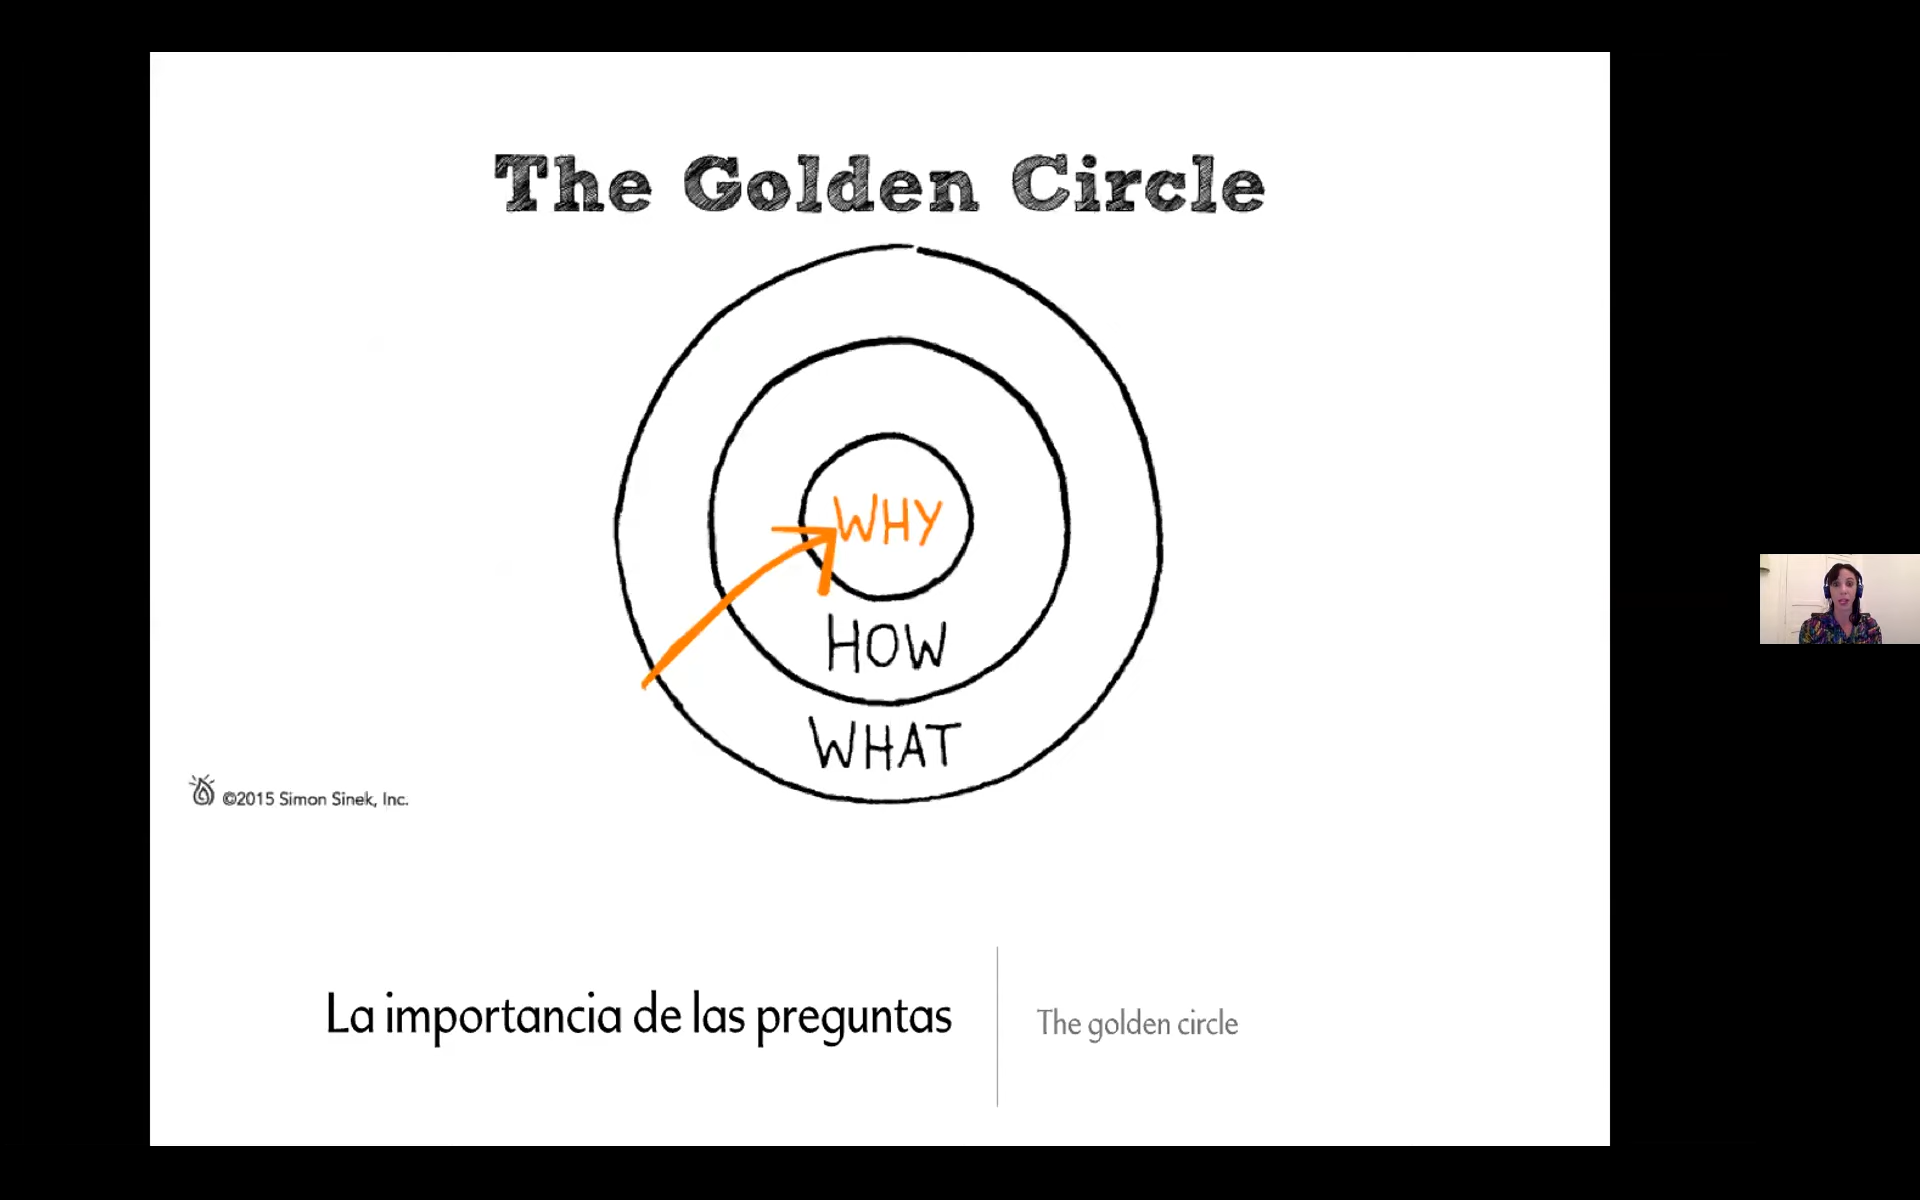 The Golden Circle
WHY
HOW
WHAT
©2015 Simon Sinek, Inc.
La importancia de las preguntas
The golden circle